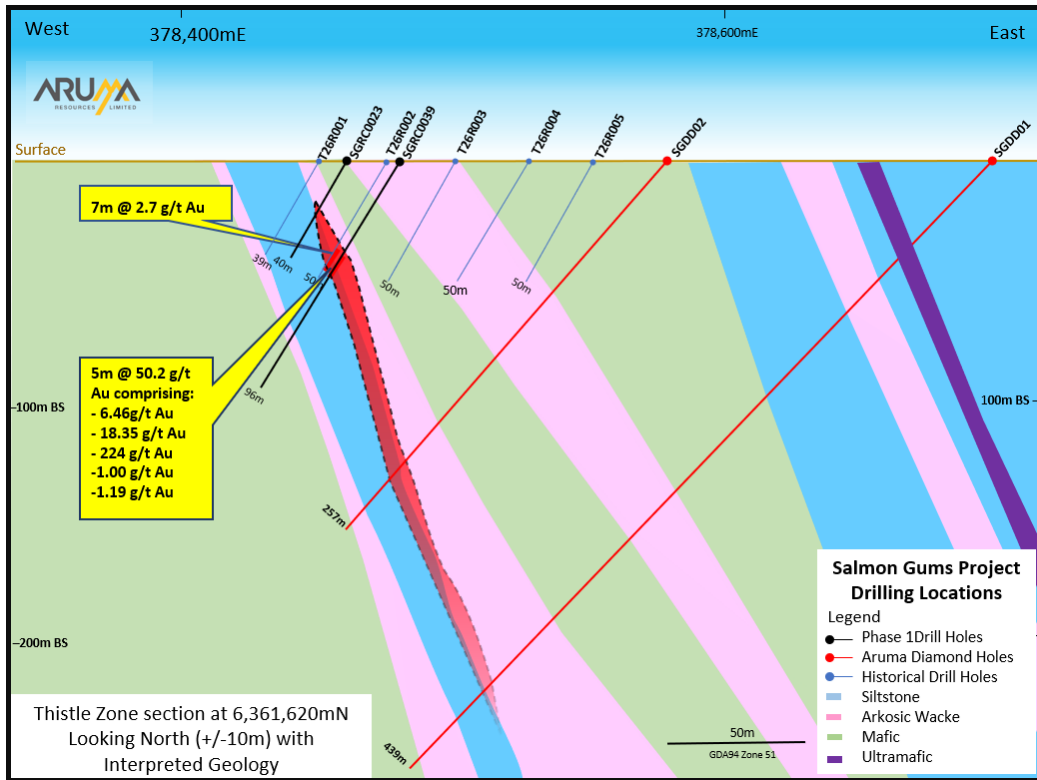 West
378,400mE
378,600mE
East
ARUMA
RESOURCES LIMITED
Surface
T26R001
SGRC0023
T26R002
SGRC0039
T26R003
T26R004
T26R005
SGDD02
SGDD01
7m @ 2.7 g/t Au
39m
40m
50m
50m
50m
96m
5m @ 50.2 g/t
Au comprising:
- 6.46g/t Au
- 18.35 g/t Au
- 224 g/t Au
-1.00 g/t Au
-1.19 g/t Au
100m BS
100m BS
257m
200m BS
439m
Salmon Gums Project
Drilling Locations
Legend
Phase 1Drill Holes
Aruma Diamond Holes
Historical Drill Holes
Siltstone
Arkosic Wacke
Mafic
Ultramafic
50m
GDA94 Zone 51
Thistle Zone section at 6,361,620mN
Looking North (+/-10m) with
Interpreted Geology